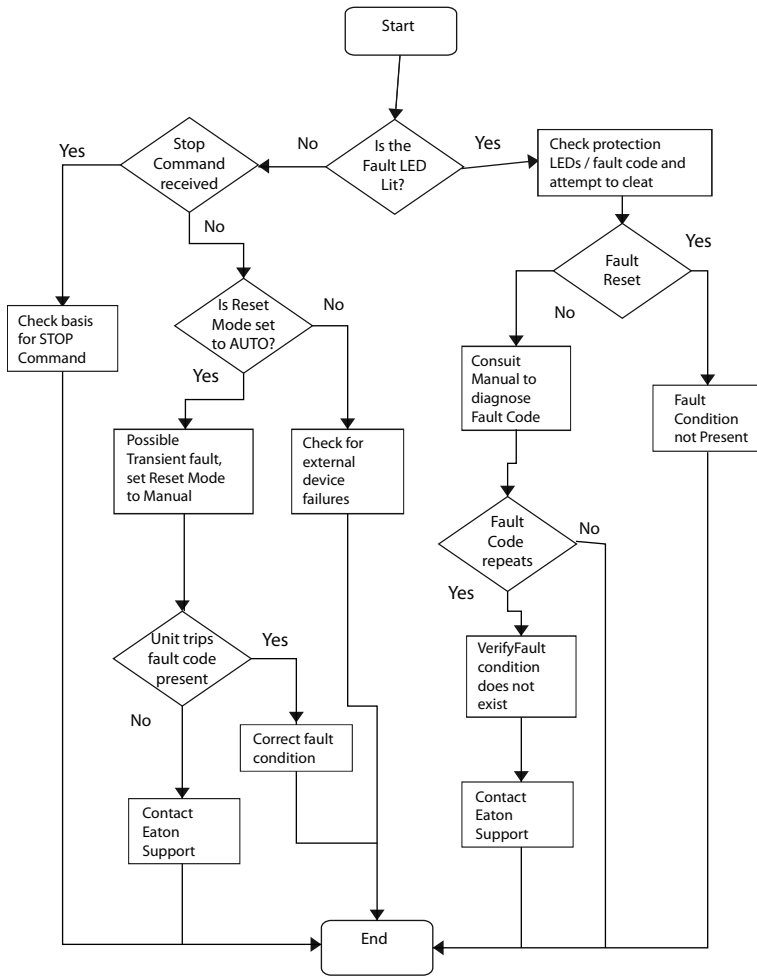 Start
Is the
Fault LED
Lit?
No
Yes
Stop
Command
received
Yes
No
Check protection
LEDs / fault code and
attempt to cleat
Fault
Reset
Yes
No
Check basis
for STOP
Command
Is Reset
Mode set
to AUTO?
No
Yes
Consuit
Manual to
diagnose
Fault Code
Fault
Condition
not Present
Possible
Transient fault,
set Reset Mode
to Manual
Check for
external
device
failures
Fault
Code
repeats
No
Yes
Unit trips
fault code
present
Yes
No
VerifyFault
condition
does not
exist
Correct fault
condition
Contact
Eaton
Support
Contact
Eaton
Support
End